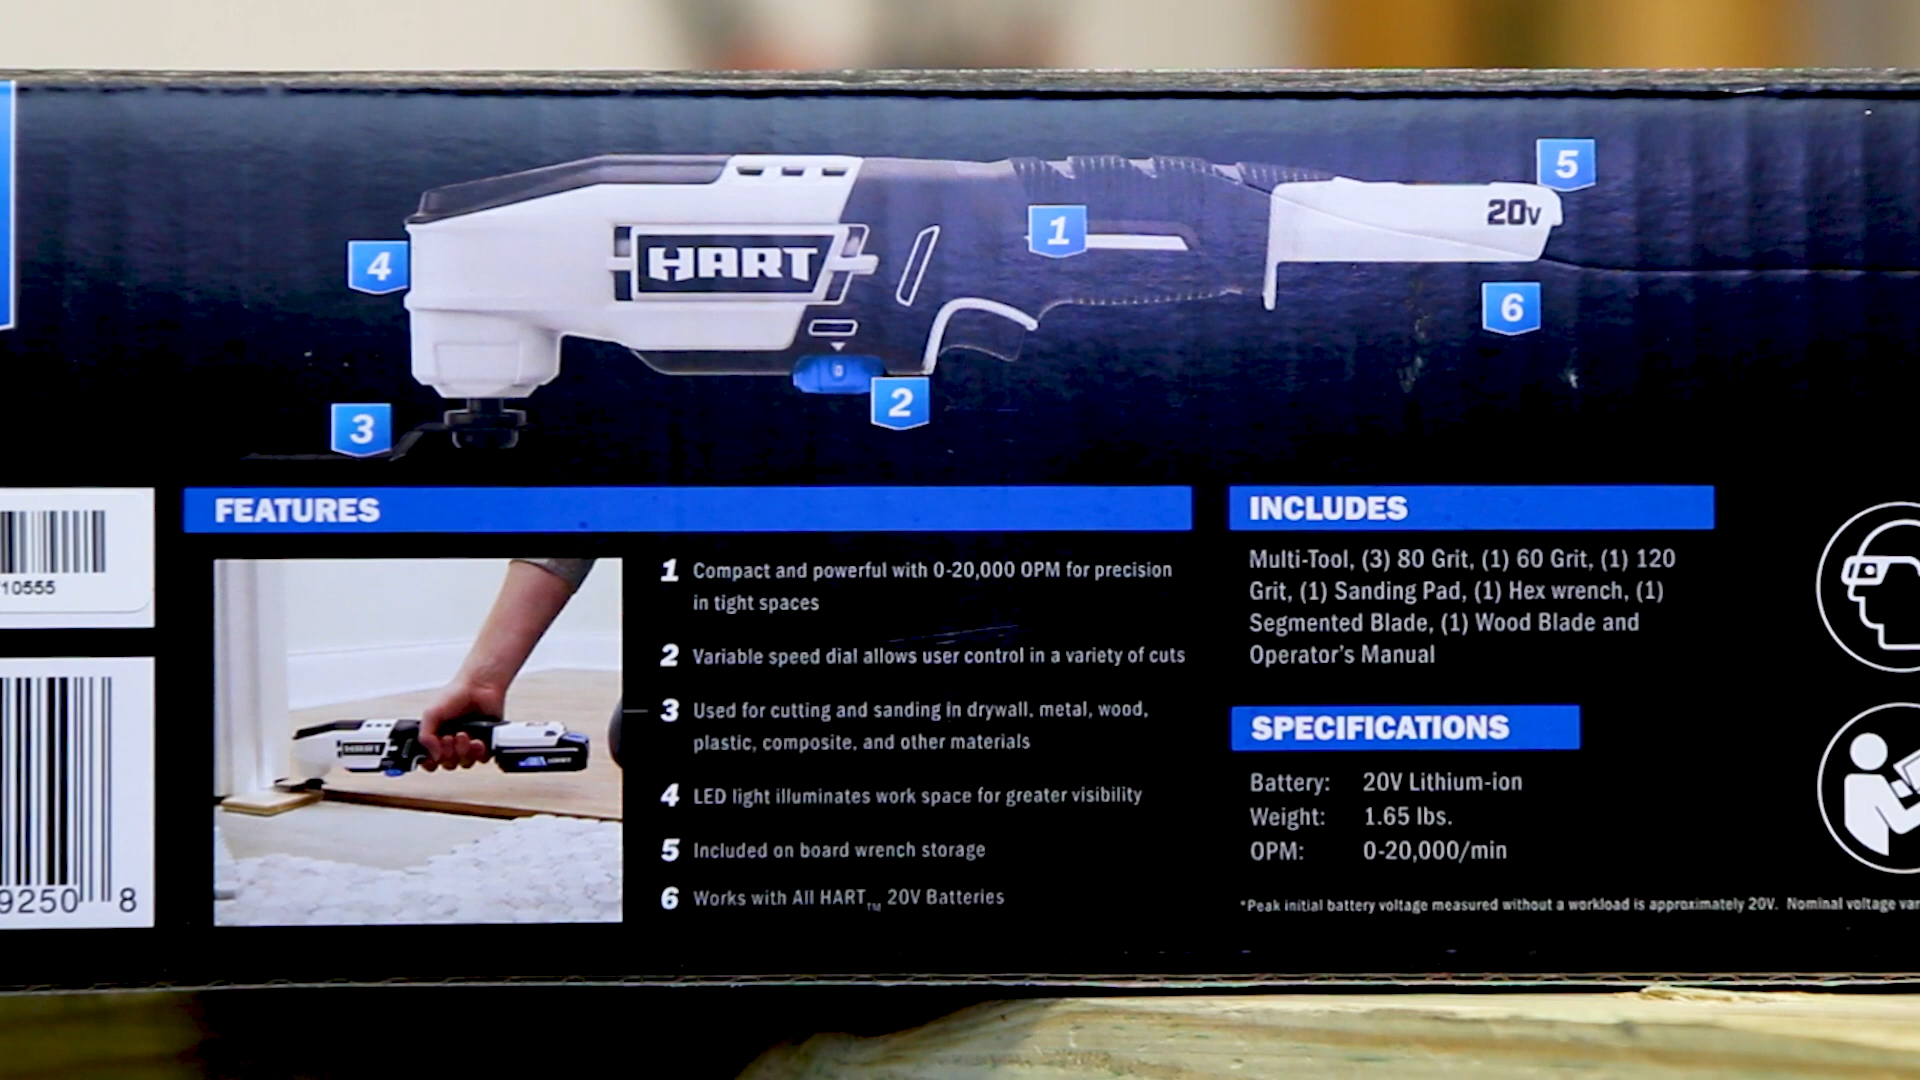 HART
20V
1
2
3
4
5
6
10555
9250 8
FEATURES
1 Compact and powerful with 0-20,000 OPM for precision
in tight spaces
2 Variable speed dial allows user control in a variety of cuts
3 Used for cutting and sanding in drywall, metal, wood,
plastic, composite, and other materials
4 LED light illuminates work space for greater visibility
5 Included on board wrench storage
6 Works with All HART™ 20V Batteries
INCLUDES
Multi-Tool, (3) 80 Grit, (1) 60 Grit, (1) 120
Grit, (1) Sanding Pad, (1) Hex wrench, (1)
Segmented Blade, (1) Wood Blade and
Operator's Manual
SPECIFICATIONS
Battery: 20V Lithium-ion
Weight: 1.65 lbs.
OPM: 0-20,000/min
*Peak initial battery voltage measured without a workload is approximately 20V. Nominal voltage